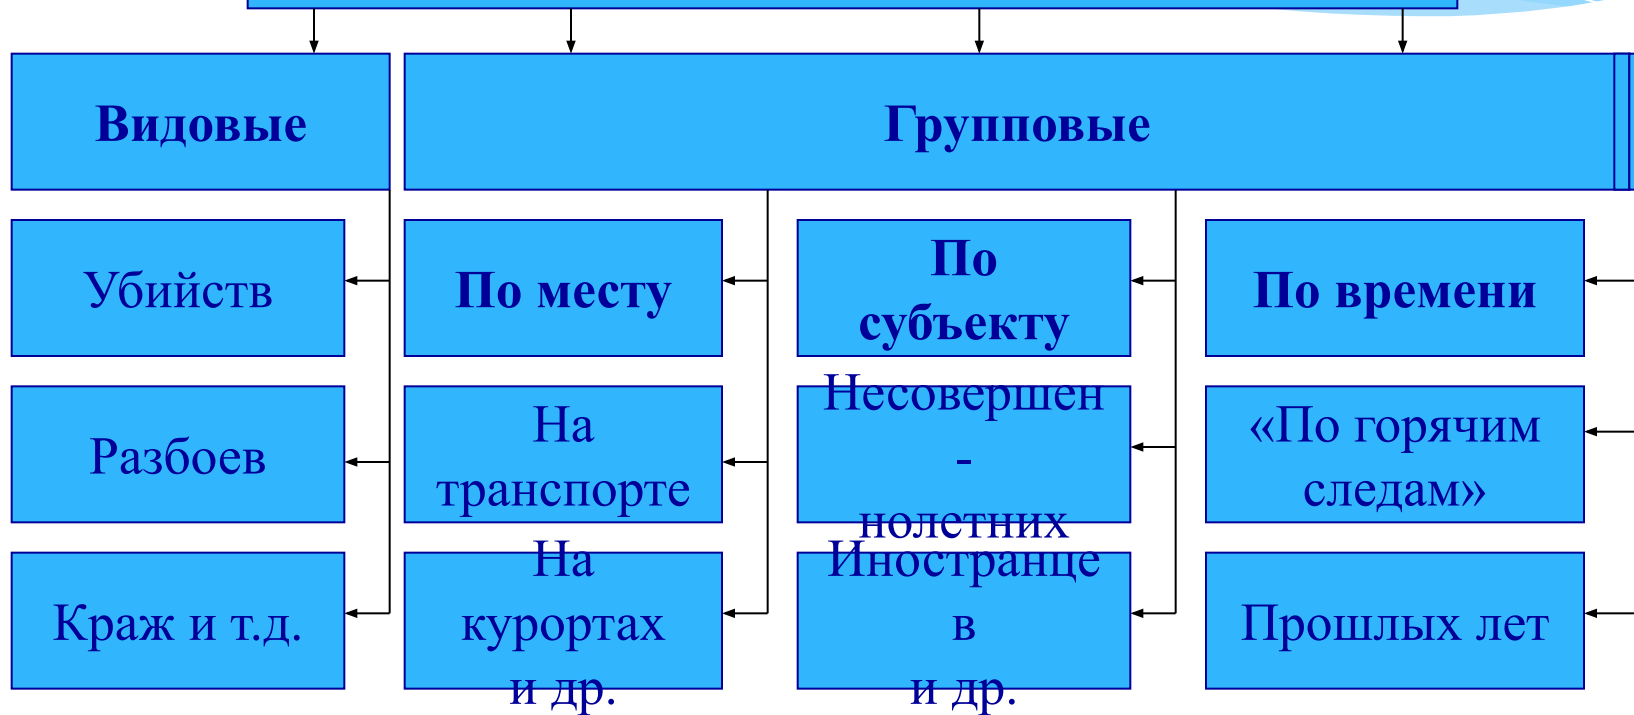 Видовые
Групповые
Убийств
По месту
По
субъекту
По времени
Разбоев
На
транспорте
Несовершен
-
нолетних
«По горячим
следам»
Краж и т.д.
На
курортах
и др.
Иностранце
в
и др.
Прошлых лет